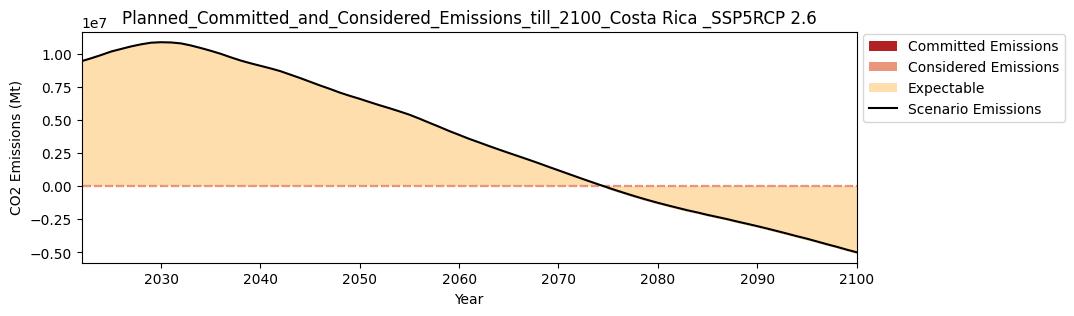 Planned_Committed_and_Considered_Emissions_till_2100_Costa Rica _SSP5RCP 2.6
1e7
1.00
0.75
0.50
0.25
0.00
−0.25
−0.50
CO2 Emissions (Mt)
2030 2040 2050 2060 2070 2080 2090 2100
Year
Committed Emissions
Considered Emissions
Expectable
Scenario Emissions